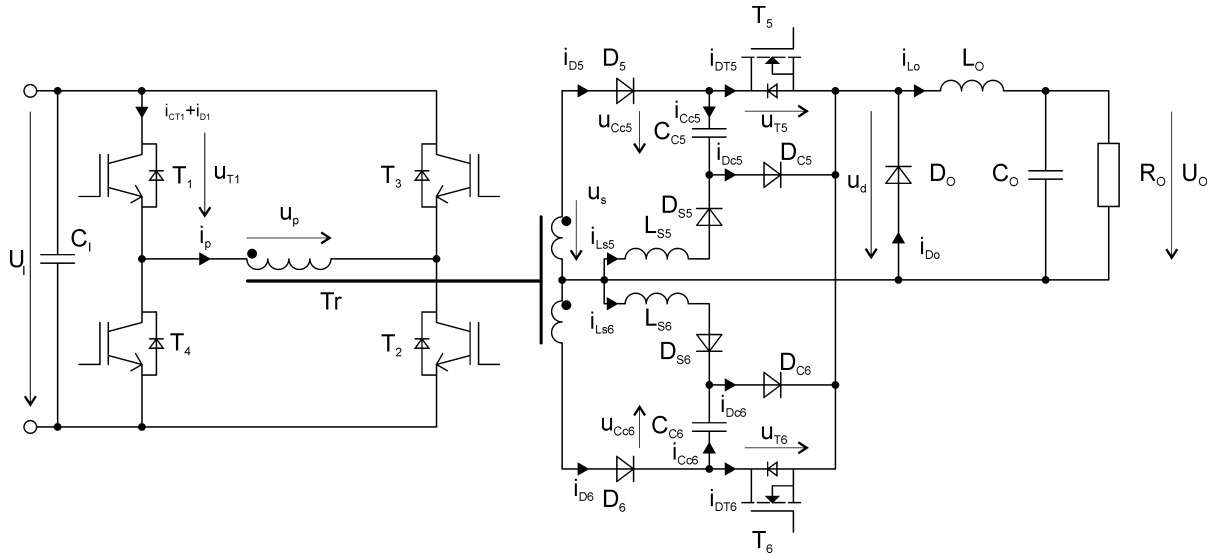 T5
iD5
D5
iDT5
iLo
LO
iCT1+iD1
iCc5
uCc5
CC5
uT5
iDc5
DC5
T1
uT1
T3
us
ud
DO
CO
RO
UO
DS5
up
LS5
CI
UI
ip
iLs5
iDo
Tr
iLs6
LS6
T4
T2
DS6
DC6
iDc6
uCc6
CC6
uT6
iCc6
iD6
D6
iDT6
T6